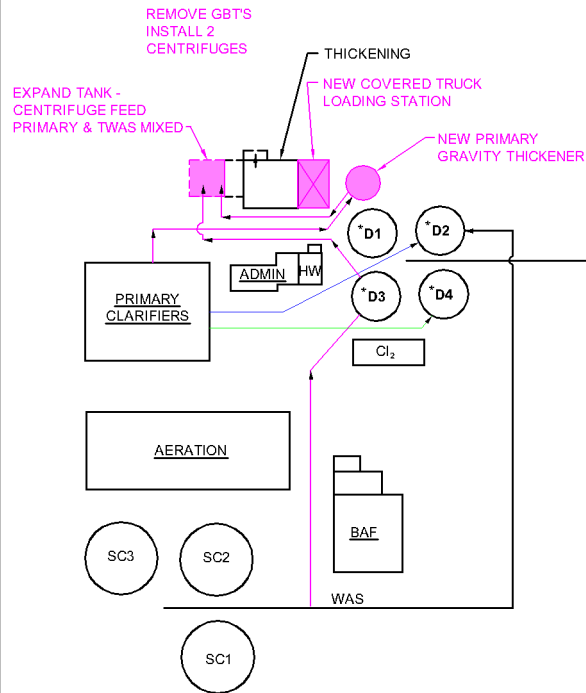 REMOVE GBT'S
INSTALL 2
CENTRIFUGES
THICKENING
EXPAND TANK -
CENTRIFUGE FEED
PRIMARY & TWAS MIXED
NEW COVERED TRUCK
LOADING STATION
NEW PRIMARY
GRAVITY THICKENER
*D1
*D2
ADMIN
HW
PRIMARY
CLARIFIERS
*D3
*D4
Cl₂
AERATION
BAF
SC3
SC2
WAS
SC1